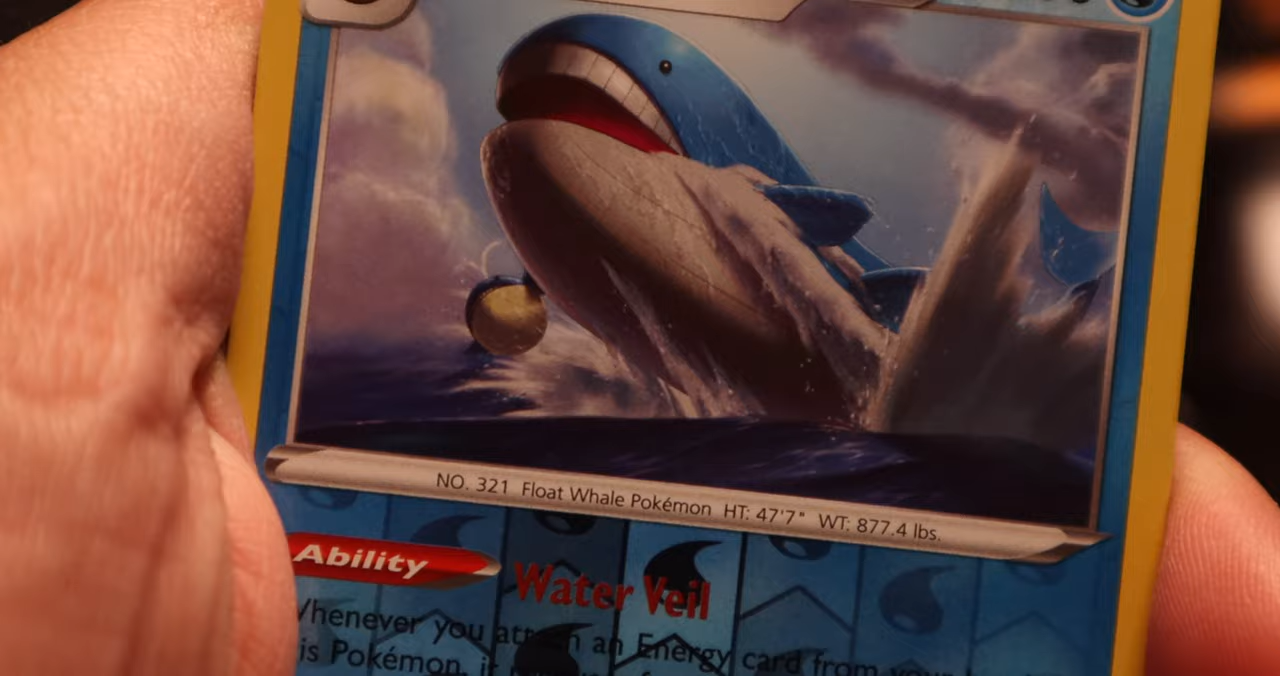 NO. 321 Float Whale Pokémon HT: 47'7" WT: 877.4 lbs.
Ability Water Veil
Whenever you attach an Energy card from your
is Pokémon, it